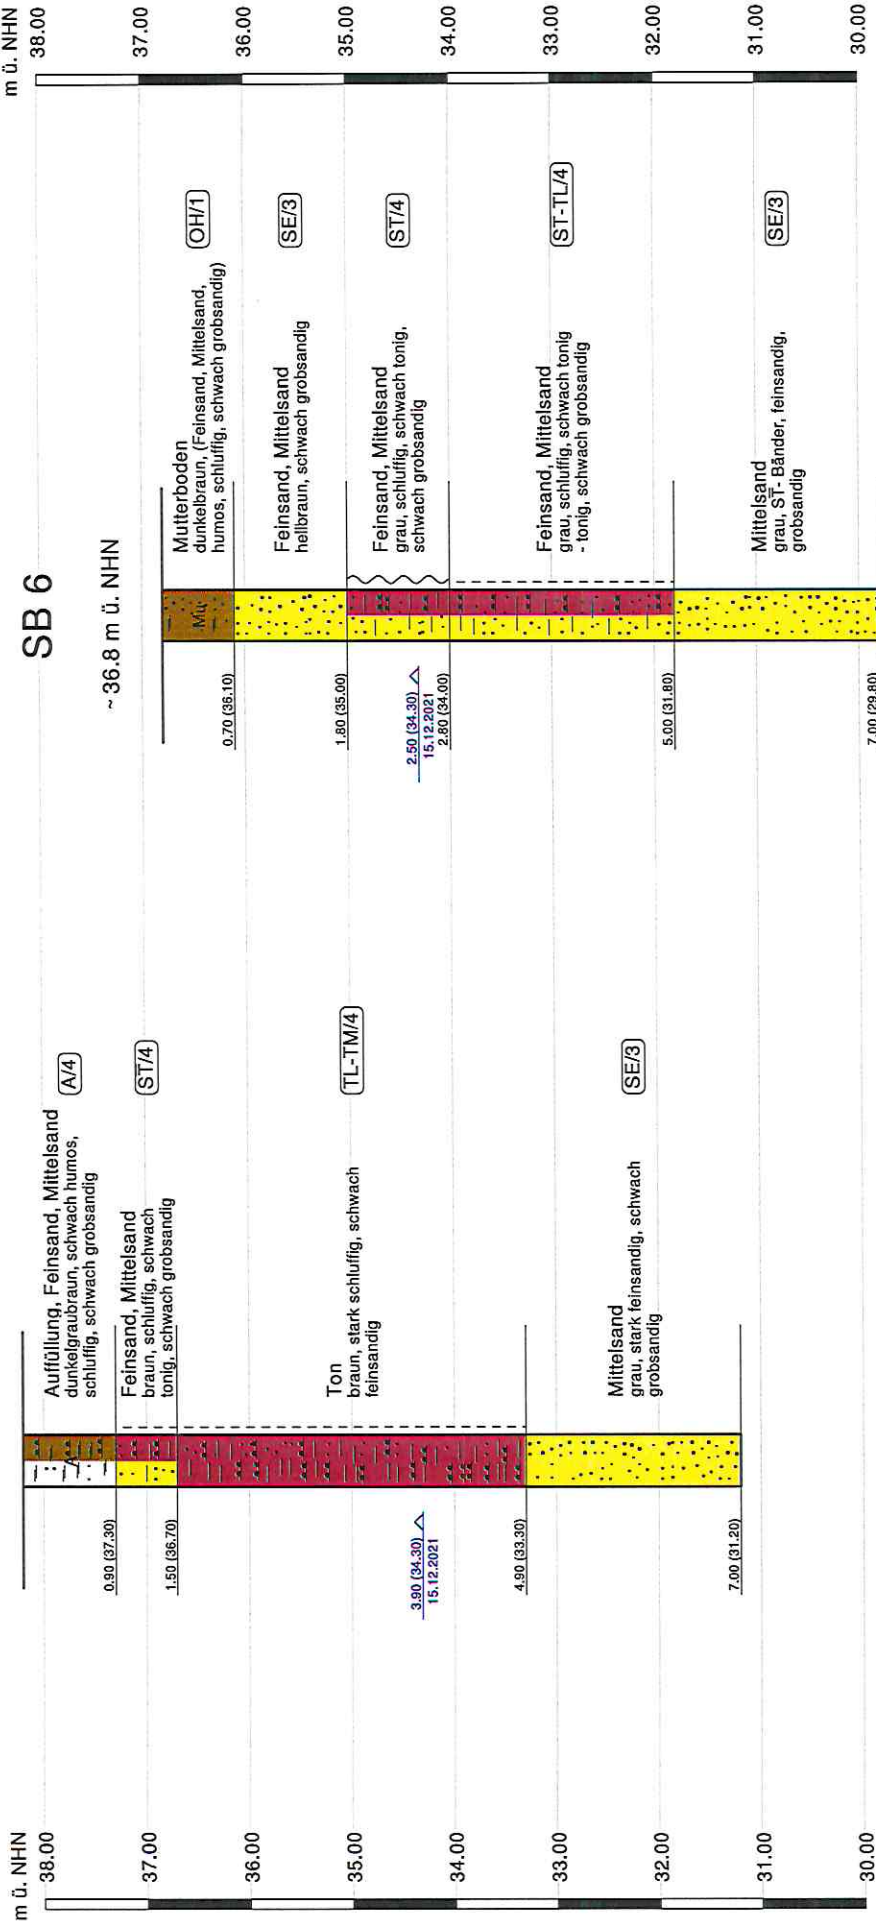 m ü. NHN
38.00
37.00
36.00
35.00
34.00
33.00
32.00
31.00
30.00
0.90 (37.30)
1.50 (36.70)
3.90 (34.30)
15.12.2021
4.90 (33.30)
7.00 (31.20)
A
Auffüllung, Feinsand, Mittelsand
dunkelgraubraun, schwach humos,
schluffig, schwach grobsandig
A/4
Feinsand, Mittelsand
braun, schluffig, schwach
tonig, schwach grobsandig
ST̅/4
Ton
braun, stark schluffig, schwach
feinsandig
TL-TM/4
Mittelsand
grau, stark feinsandig, schwach
grobsandig
SE/3
SB 6
~ 36.8 m ü. NHN
0.70 (36.10)
1.80 (35.00)
2.50 (34.30)
15.12.2021
2.80 (34.00)
5.00 (31.80)
7.00 (29.80)
Mu
Mutterboden
dunkelbraun, (Feinsand, Mittelsand,
humos, schluffig, schwach grobsandig)
OH/1
Feinsand, Mittelsand
hellbraun, schwach grobsandig
SE/3
Feinsand, Mittelsand
grau, schluffig, schwach tonig,
schwach grobsandig
ST̅/4
Feinsand, Mittelsand
grau, schluffig, schwach tonig
- tonig, schwach grobsandig
ST̅-TL/4
Mittelsand
grau, ST̅- Bänder, feinsandig,
grobsandig
SE/3
m ü. NHN
38.00
37.00
36.00
35.00
34.00
33.00
32.00
31.00
30.00